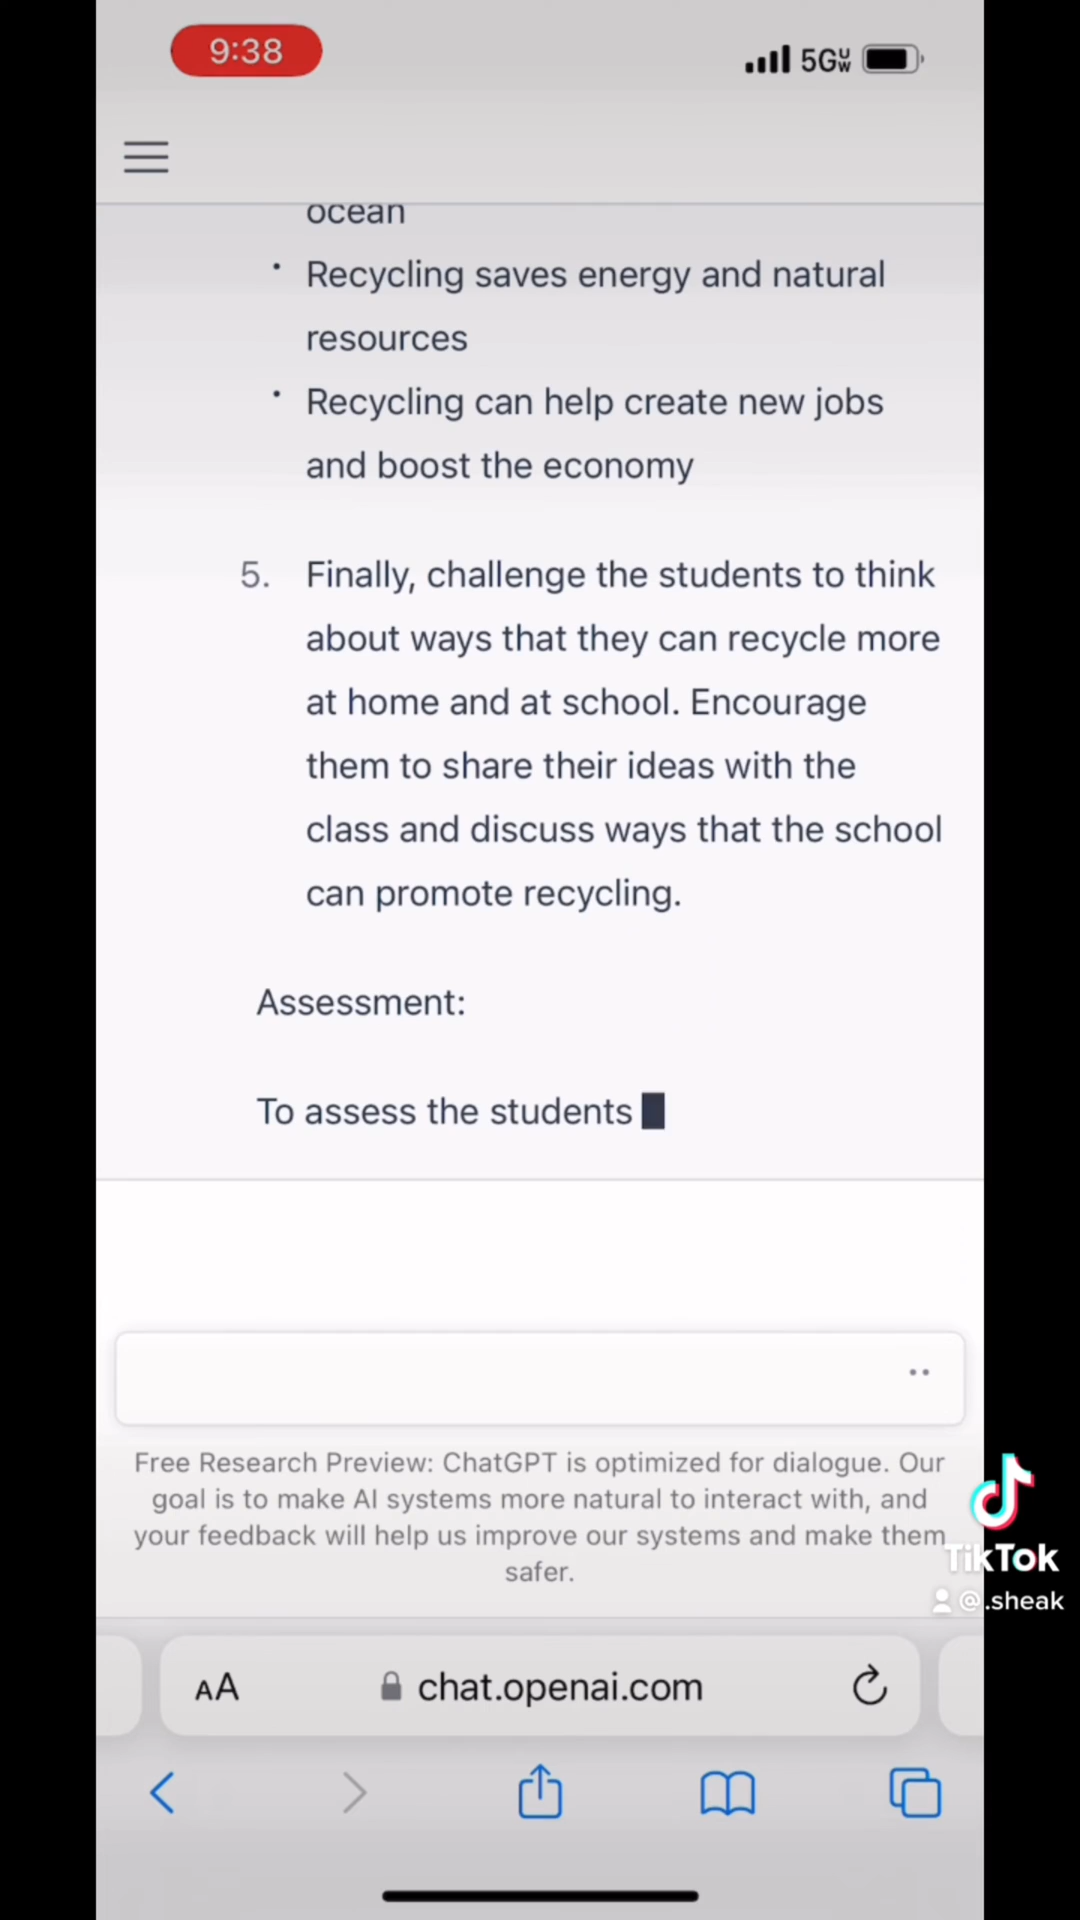 9:38
5GUW
ocean
• Recycling saves energy and natural
resources
• Recycling can help create new jobs
and boost the economy
5. Finally, challenge the students to think
about ways that they can recycle more
at home and at school. Encourage
them to share their ideas with the
class and discuss ways that the school
can promote recycling.
Assessment:
To assess the students
Free Research Preview: ChatGPT is optimized for dialogue. Our
goal is to make AI systems more natural to interact with, and
your feedback will help us improve our systems and make them
safer.
TikTok
@.sheak
AA chat.openai.com